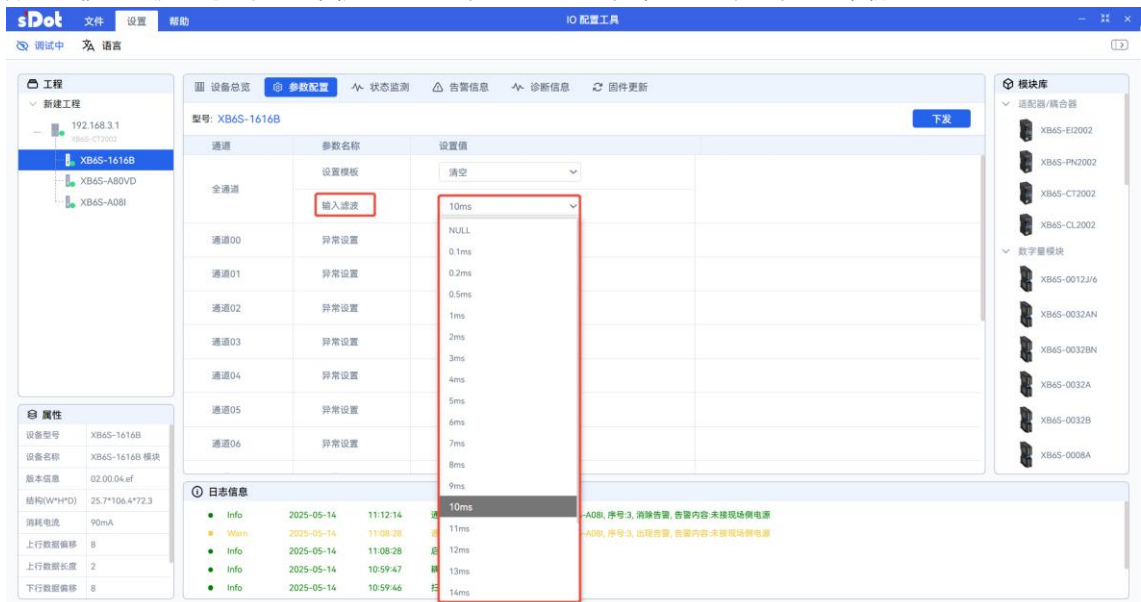 sDot 文件 设置 帮助 IO 配置工具
调试中 语言
工程
新建工程
192.168.3.1
XB6S-CT2002
XB6S-1616B
XB6S-A80VD
XB6S-A08I
设备总览 参数配置 状态监测 告警信息 诊断信息 固件更新
型号: XB6S-1616B 下发
通道 参数名称 设置值
全通道
设置模板 清空
输入滤波 10ms
通道00 异常设置
通道01 异常设置
通道02 异常设置
通道03 异常设置
通道04 异常设置
通道05 异常设置
通道06 异常设置
NULL
0.1ms
0.2ms
0.5ms
1ms
2ms
3ms
4ms
5ms
6ms
7ms
8ms
9ms
10ms
11ms
12ms
13ms
14ms
模块库
适配器/耦合器
XB6S-EI2002
XB6S-PN2002
XB6S-CT2002
XB6S-CL2002
数字量模块
XB6S-0012J/6
XB6S-0032AN
XB6S-0032BN
XB6S-0032A
XB6S-0032B
XB6S-0008A
属性
设备型号 XB6S-1616B
设备名称 XB6S-1616B 模块
版本信息 02.00.04.ef
结构(W*H*D) 25.7*106.4*72.3
消耗电流 90mA
上行数据偏移 8
上行数据长度 2
下行数据偏移 8
日志信息
Info 2025-05-14 11:12:14 -A08I, 序号:3, 消除告警, 告警内容:未接现场侧电源
Warn 2025-05-14 11:08:28 -A08I, 序号:3, 出现告警, 告警内容:未接现场侧电源
Info 2025-05-14 11:08:28
Info 2025-05-14 10:59:47
Info 2025-05-14 10:59:46